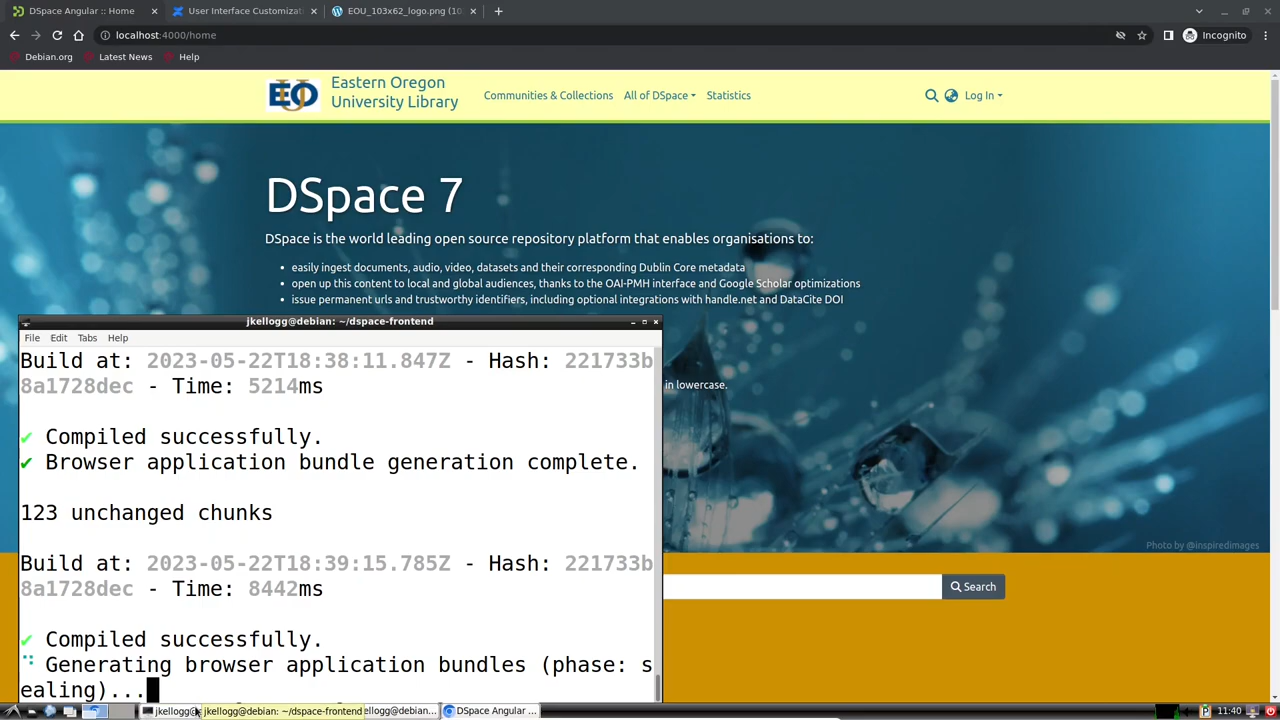 DSpace Angular :: Home
User Interface Customizati
EOU_103x62_logo.png (10
localhost:4000/home
Incognito
Debian.org
Latest News
Help
EOU
Eastern Oregon
University Library
Communities & Collections
All of DSpace
Statistics
Log In
DSpace 7
DSpace is the world leading open source repository platform that enables organisations to:
easily ingest documents, audio, video, datasets and their corresponding Dublin Core metadata
open up this content to local and global audiences, thanks to the OAI-PMH interface and Google Scholar optimizations
issue permanent urls and trustworthy identifiers, including optional integrations with handle.net and DataCite DOI
in lowercase.
Photo by @inspiredimages
Search
jkellogg@debian: ~/dspace-frontend
File Edit Tabs Help
Build at: 2023-05-22T18:38:11.847Z - Hash: 221733b
8a1728dec - Time: 5214ms
✔ Compiled successfully.
✔ Browser application bundle generation complete.
123 unchanged chunks
Build at: 2023-05-22T18:39:15.785Z - Hash: 221733b
8a1728dec - Time: 8442ms
✔ Compiled successfully.
Generating browser application bundles (phase: s
ealing)...
jkellogg@
jkellogg@debian: ~/dspace-frontend
ellogg@debian...
DSpace Angular ...
11:40